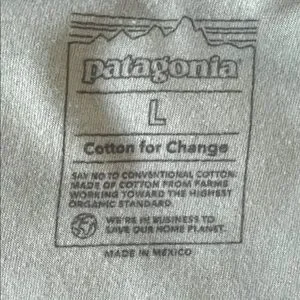 patagonia
L
Cotton for Change
SAY NO TO CONVENTIONAL COTTON.
MADE OF COTTON FROM FARMS
WORKING TOWARD THE HIGHEST
ORGANIC STANDARD.
WE'RE IN BUSINESS TO
SAVE OUR HOME PLANET.
MADE IN MEXICO